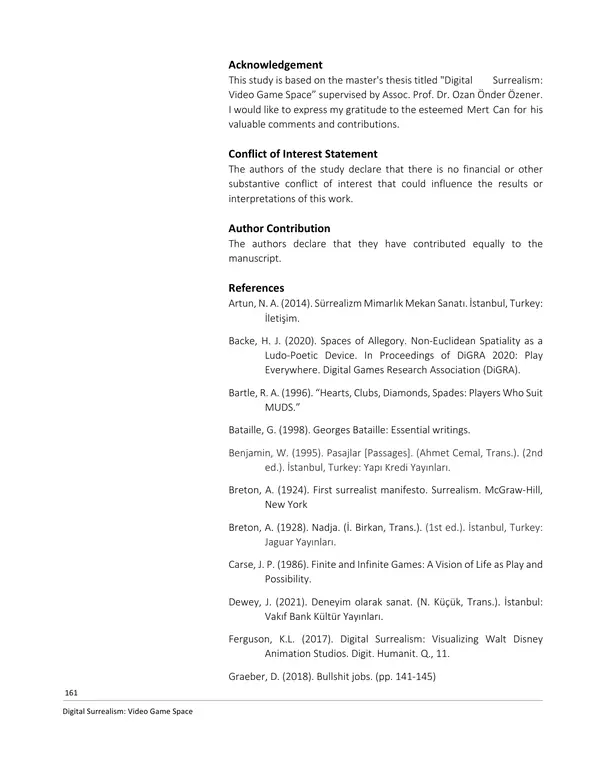 Acknowledgement
This study is based on the master's thesis titled "Digital Surrealism:
Video Game Space” supervised by Assoc. Prof. Dr. Ozan Önder Özener.
I would like to express my gratitude to the esteemed Mert Can for his
valuable comments and contributions.
Conflict of Interest Statement
The authors of the study declare that there is no financial or other
substantive conflict of interest that could influence the results or
interpretations of this work.
Author Contribution
The authors declare that they have contributed equally to the
manuscript.
References
Artun, N. A. (2014). Sürrealizm Mimarlık Mekan Sanatı. İstanbul, Turkey:
İletişim.
Backe, H. J. (2020). Spaces of Allegory. Non-Euclidean Spatiality as a
Ludo-Poetic Device. In Proceedings of DiGRA 2020: Play
Everywhere. Digital Games Research Association (DiGRA).
Bartle, R. A. (1996). “Hearts, Clubs, Diamonds, Spades: Players Who Suit
MUDS.”
Bataille, G. (1998). Georges Bataille: Essential writings.
Benjamin, W. (1995). Pasajlar [Passages]. (Ahmet Cemal, Trans.). (2nd
ed.). İstanbul, Turkey: Yapı Kredi Yayınları.
Breton, A. (1924). First surrealist manifesto. Surrealism. McGraw-Hill,
New York
Breton, A. (1928). Nadja. (İ. Birkan, Trans.). (1st ed.). İstanbul, Turkey:
Jaguar Yayınları.
Carse, J. P. (1986). Finite and Infinite Games: A Vision of Life as Play and
Possibility.
Dewey, J. (2021). Deneyim olarak sanat. (N. Küçük, Trans.). İstanbul:
Vakıf Bank Kültür Yayınları.
Ferguson, K.L. (2017). Digital Surrealism: Visualizing Walt Disney
Animation Studios. Digit. Humanit. Q., 11.
Graeber, D. (2018). Bullshit jobs. (pp. 141-145)
161
Digital Surrealism: Video Game Space